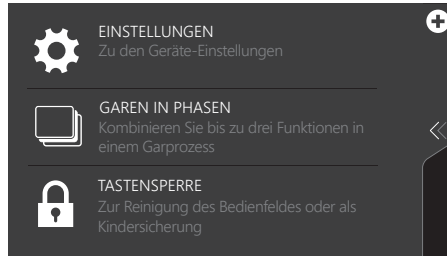 EINSTELLUNGEN
Zu den Geräte-Einstellungen
GAREN IN PHASEN
Kombinieren Sie bis zu drei Funktionen in
einem Garprozess
TASTENSPERRE
Zur Reinigung des Bedienfeldes oder als
Kindersicherung